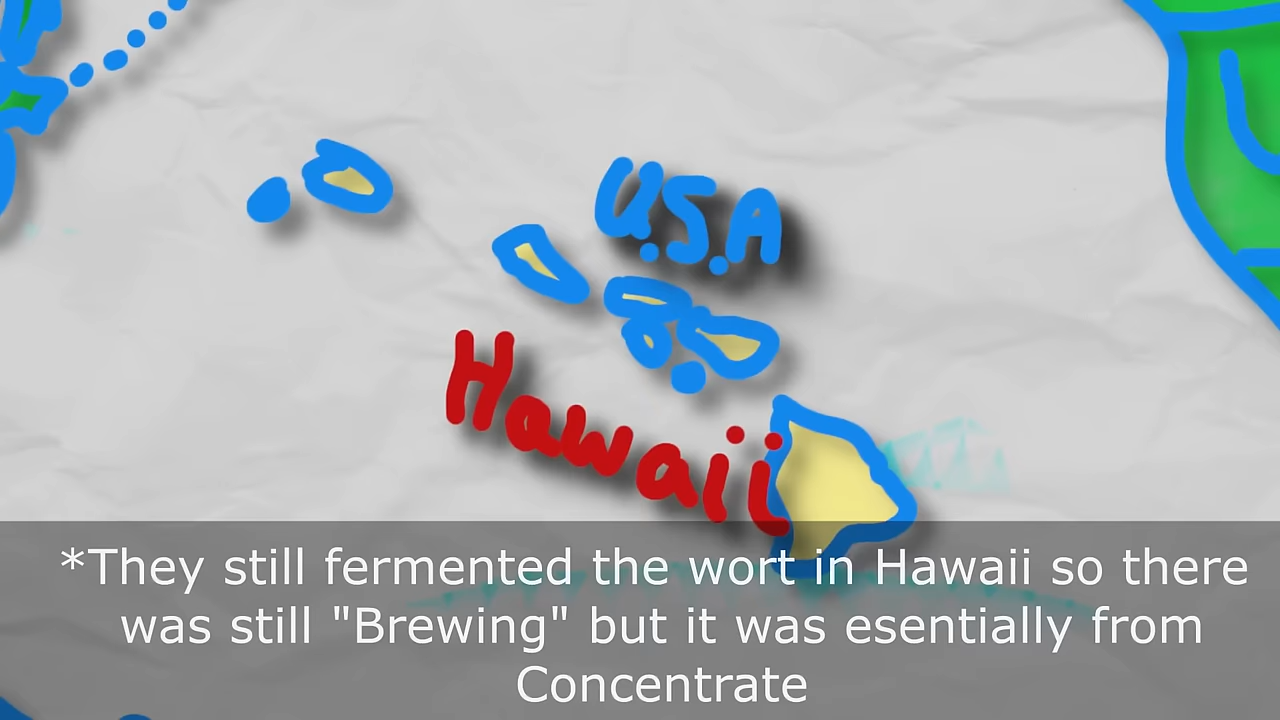 U.S.A
Hawaii
*They still fermented the wort in Hawaii so there
was still "Brewing" but it was esentially from
Concentrate